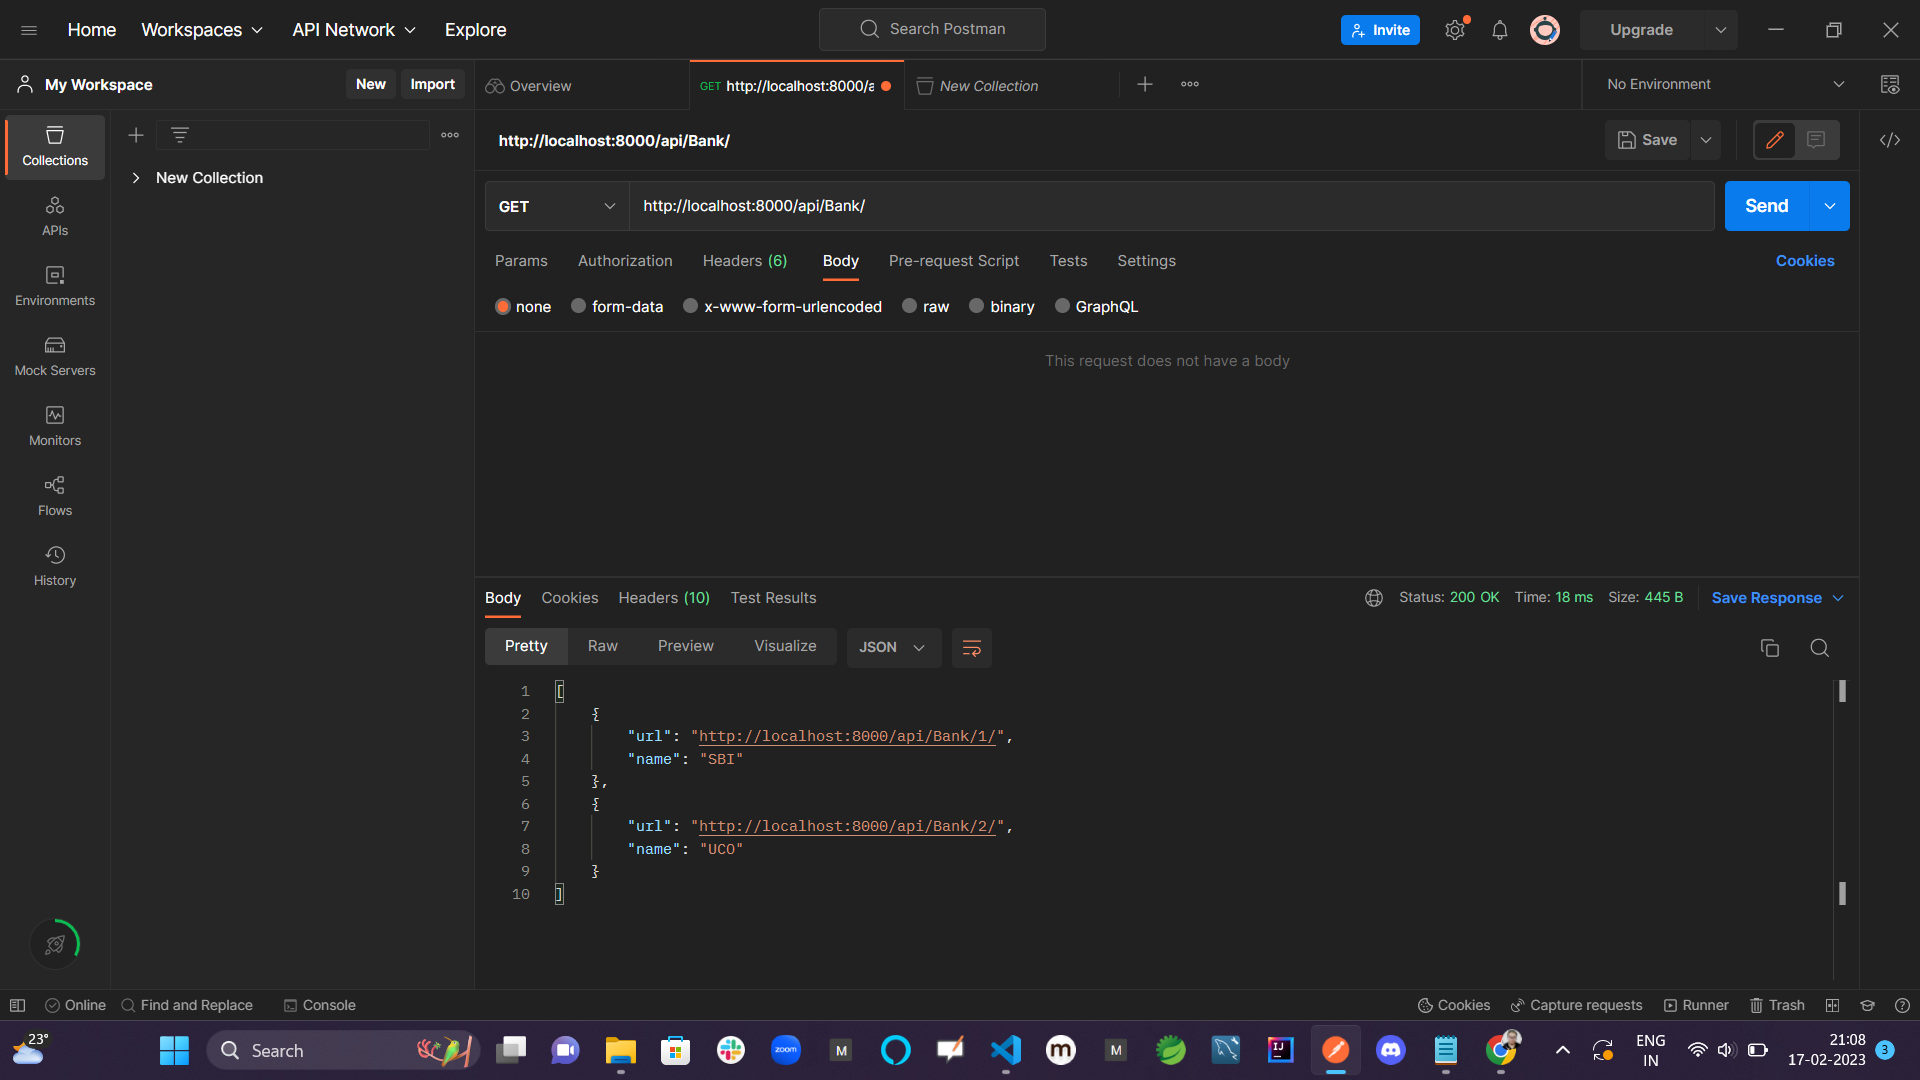 Home Workspaces API Network Explore Search Postman Invite Upgrade
My Workspace New Import Overview GET http://localhost:8000/a New Collection No Environment
Collections
New Collection
APIs
Environments
Mock Servers
Monitors
Flows
History
http://localhost:8000/api/Bank/ Save
GET http://localhost:8000/api/Bank/ Send
Params Authorization Headers (6) Body Pre-request Script Tests Settings Cookies
none form-data x-www-form-urlencoded raw binary GraphQL
This request does not have a body
Body Cookies Headers (10) Test Results Status: 200 OK Time: 18 ms Size: 445 B Save Response
Pretty Raw Preview Visualize JSON
1 [
2 {
3 "url": "http://localhost:8000/api/Bank/1/",
4 "name": "SBI"
5 },
6 {
7 "url": "http://localhost:8000/api/Bank/2/",
8 "name": "UCO"
9 }
10 ]
Online Find and Replace Console Cookies Capture requests Runner Trash
23° Search zoom M m M IJ ENG 21:08 3
IN 17-02-2023